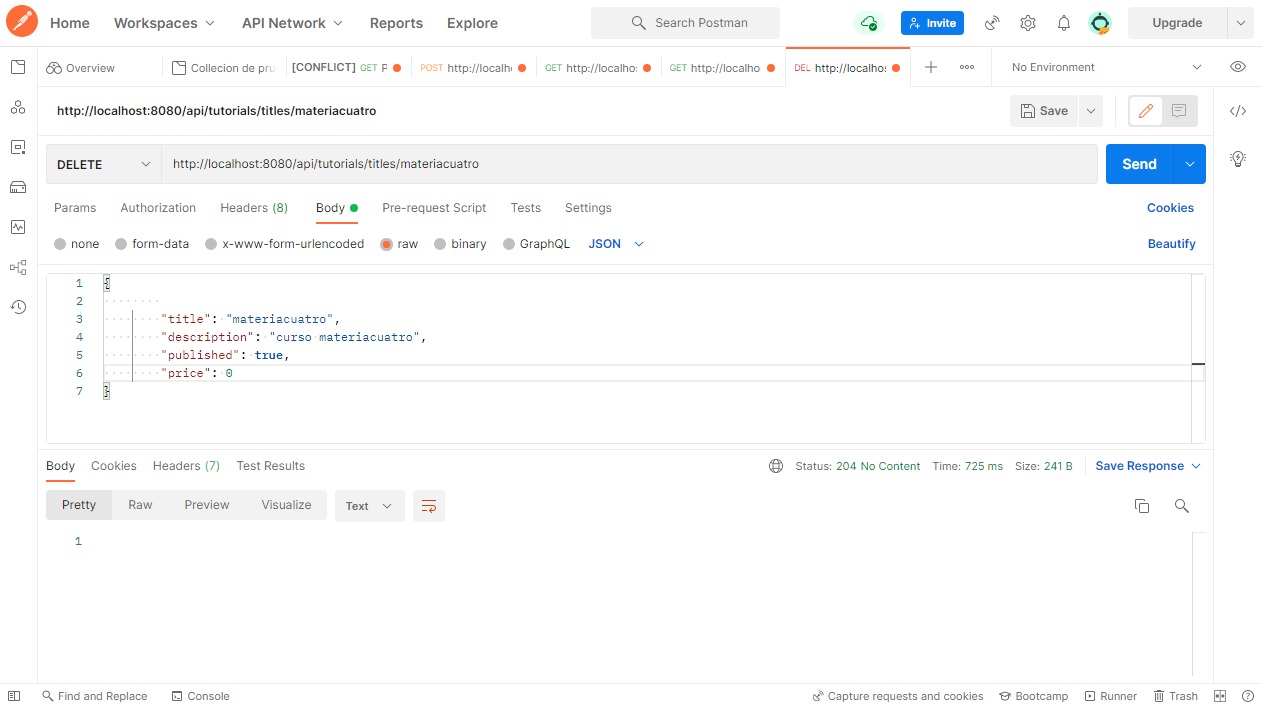 Home Workspaces API Network Reports Explore Search Postman Invite Upgrade
Overview Collecion de pru [CONFLICT] GET P POST http://localh GET http://localho: GET http://localho DEL http://localhos No Environment
http://localhost:8080/api/tutorials/titles/materiacuatro Save
DELETE http://localhost:8080/api/tutorials/titles/materiacuatro Send
Params Authorization Headers (8) Body Pre-request Script Tests Settings Cookies
none form-data x-www-form-urlencoded raw binary GraphQL JSON Beautify
1 {
2
3 "title": "materiacuatro",
4 "description": "curso materiacuatro",
5 "published": true,
6 "price": 0
7 }
Body Cookies Headers (7) Test Results Status: 204 No Content Time: 725 ms Size: 241 B Save Response
Pretty Raw Preview Visualize Text
1
Find and Replace Console Capture requests and cookies Bootcamp Runner Trash